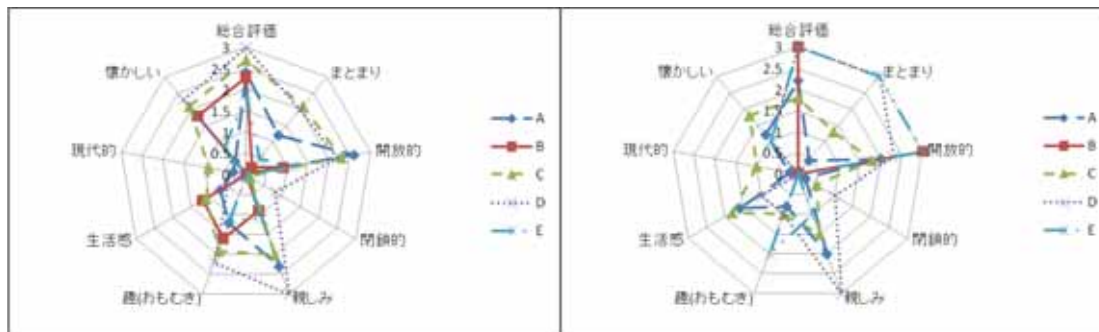 総合評価
まとまり
開放的
閉鎖的
親しみ
趣(おもむき)
生活感
現代的
懐かしい
3
2.5
2
1.5
1
0.5
0
A
B
C
D
E
総合評価
まとまり
開放的
閉鎖的
親しみ
趣(おもむき)
生活感
現代的
懐かしい
3
2.5
2
1.5
1
0.5
0
A
B
C
D
E